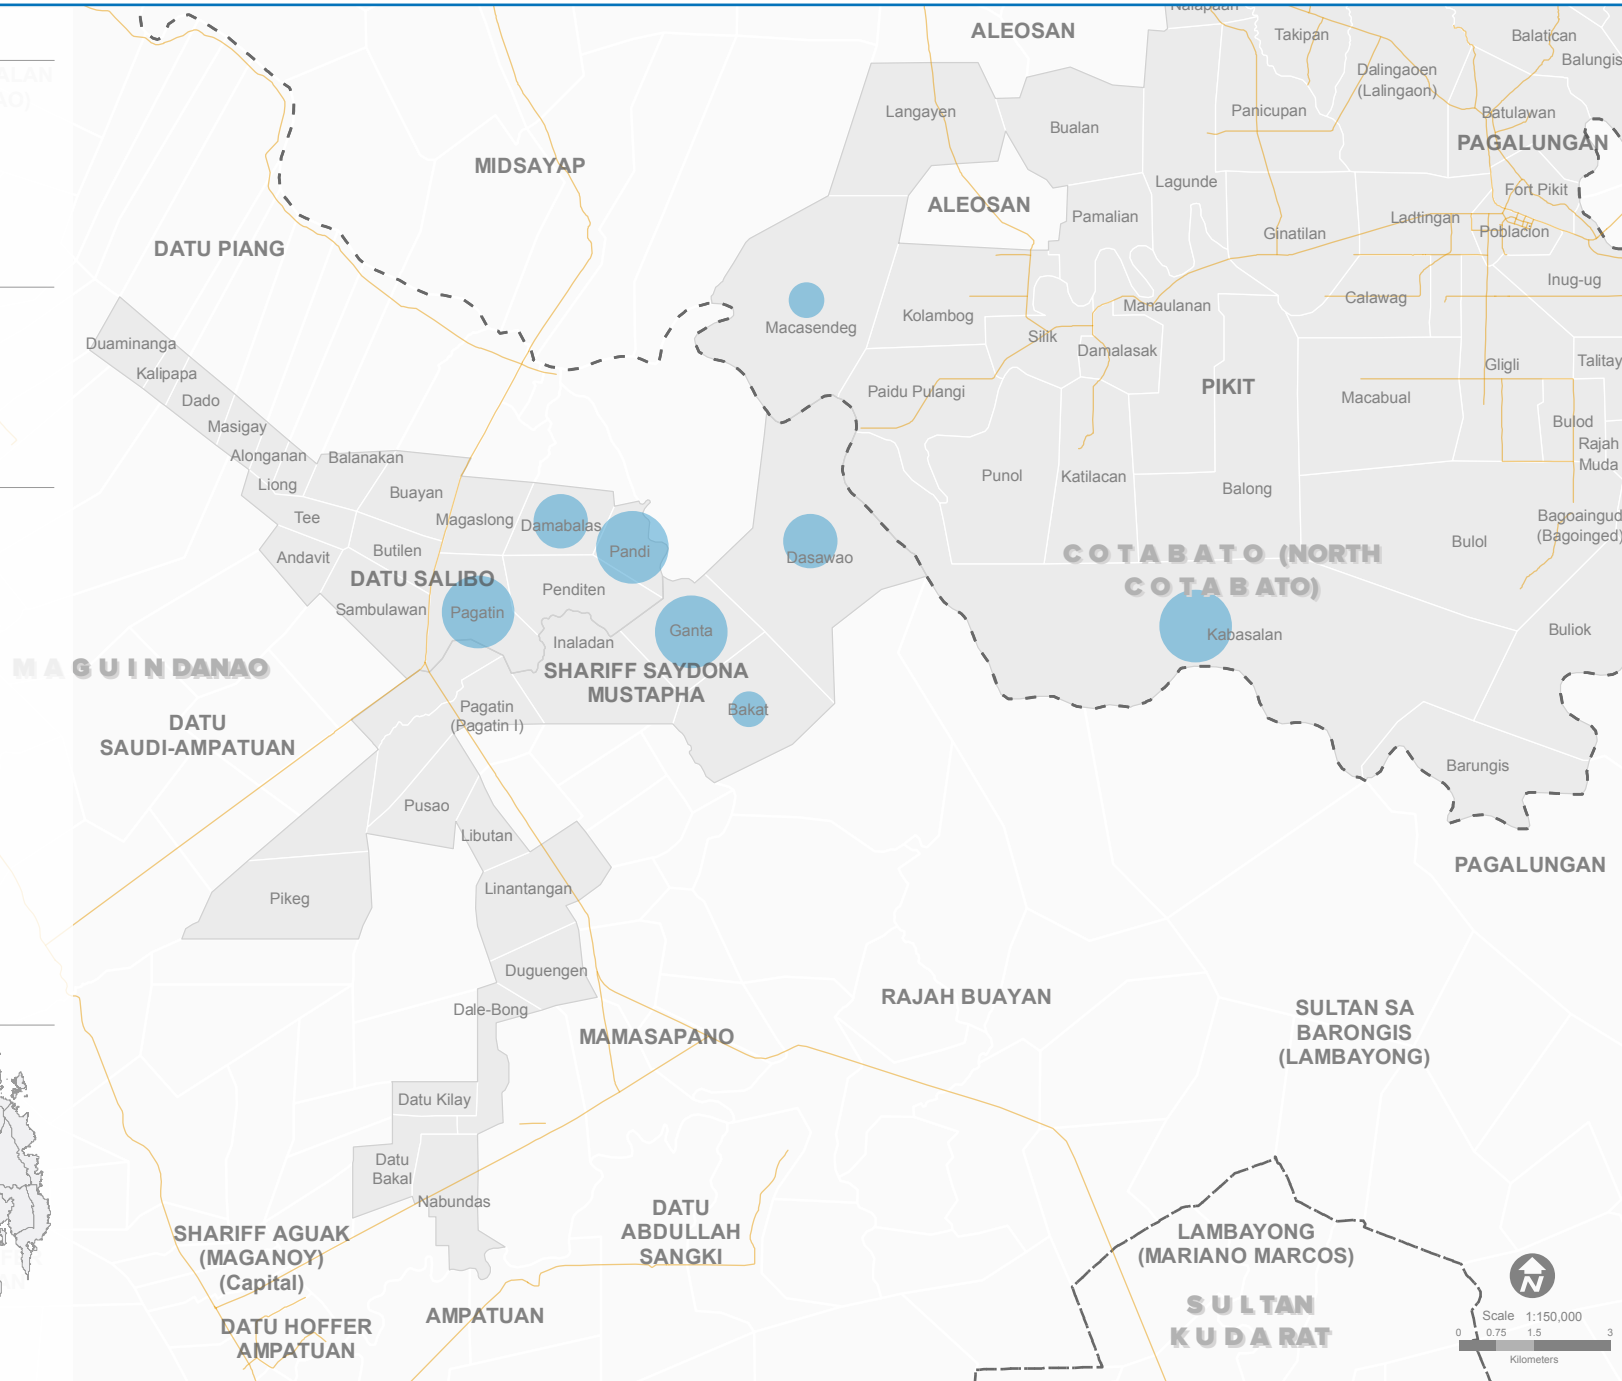 Nalapaan
ALEOSAN
Takipan
Balatican
Balungis
ALAN
AO)
Dalingaoen
(Lalingaon)
Langayen
Panicupan
Batulawan
Bualan
PAGALUNGAN
MIDSAYAP
Lagunde
Fort Pikit
ALEOSAN
Pamalian
Ladtingan
Ginatilan
Poblacion
DATU PIANG
Inug-ug
Calawag
Manaulanan
Kolambog
Macasendeg
Silik
Duaminanga
Damalasak
Gligli
Talitay
Kalipapa
PIKIT
Paidu Pulangi
Macabual
Dado
Masigay
Bulod
Rajah
Muda
Alonganan
Balanakan
Liong
Punol
Katilacan
Balong
Buayan
Tee
Magaslong
Damabalas
Bagoaingud
(Bagoinged)
Andavit
Butilen
Pandi
Dasawao
Bulol
COTABATO (NORTH
COTABATO)
DATU SALIBO
Penditen
Sambulawan
Pagatin
Ganta
Kabasalan
Buliok
Inaladan
MAGUINDANAO
SHARIFF SAYDONA
MUSTAPHA
Pagatin
(Pagatin I)
Bakat
DATU
SAUDI-AMPATUAN
Barungis
Pusao
Libutan
PAGALUNGAN
Linantangan
Pikeg
Duguengen
Dale-Bong
RAJAH BUAYAN
MAMASAPANO
SULTAN SA
BARONGIS
(LAMBAYONG)
Datu Kilay
Datu
Bakal
Nabundas
DATU
ABDULLAH
SANGKI
SHARIFF AGUAK
(MAGANOY)
(Capital)
LAMBAYONG
(MARIANO MARCOS)
N
AMPATUAN
DATU HOFFER
AMPATUAN
SULTAN
KUDARAT
Scale 1:150,000
0 0.75 1.5 3
Kilometers